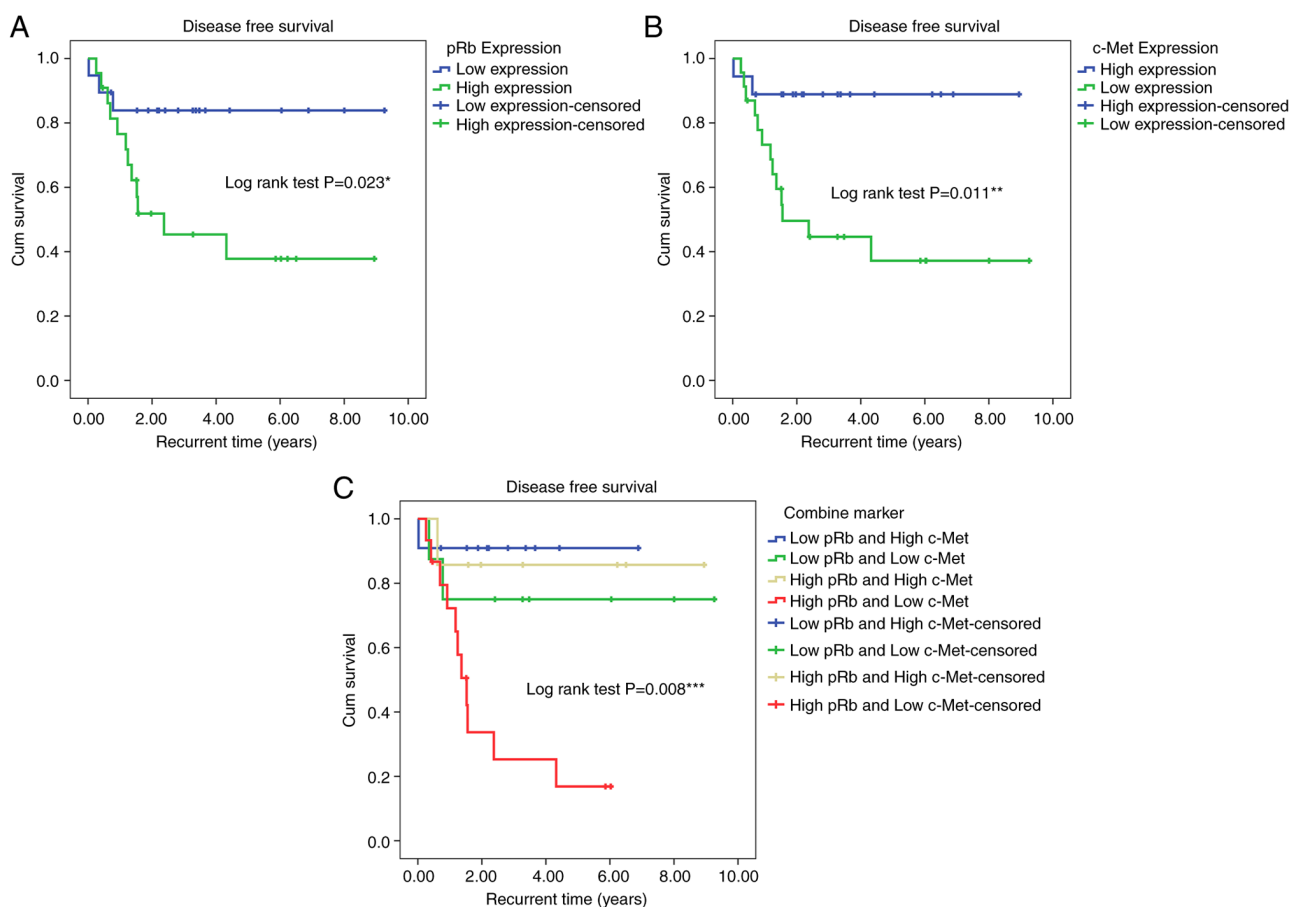 A
Disease free survival
pRb Expression
Low expression
High expression
Low expression-censored
High expression-censored
1.0
0.8
0.6
0.4
0.2
0.0
Cum survival
Log rank test P=0.023*
0.00 2.00 4.00 6.00 8.00 10.00
Recurrent time (years)
B
Disease free survival
c-Met Expression
High expression
Low expression
High expression-censored
Low expression-censored
1.0
0.8
0.6
0.4
0.2
0.0
Cum survival
Log rank test P=0.011**
0.00 2.00 4.00 6.00 8.00 10.00
Recurrent time (years)
C
Disease free survival
Combine marker
Low pRb and High c-Met
Low pRb and Low c-Met
High pRb and High c-Met
High pRb and Low c-Met
Low pRb and High c-Met-censored
Low pRb and Low c-Met-censored
High pRb and High c-Met-censored
High pRb and Low c-Met-censored
1.0
0.8
0.6
0.4
0.2
0.0
Cum survival
Log rank test P=0.008***
0.00 2.00 4.00 6.00 8.00 10.00
Recurrent time (years)